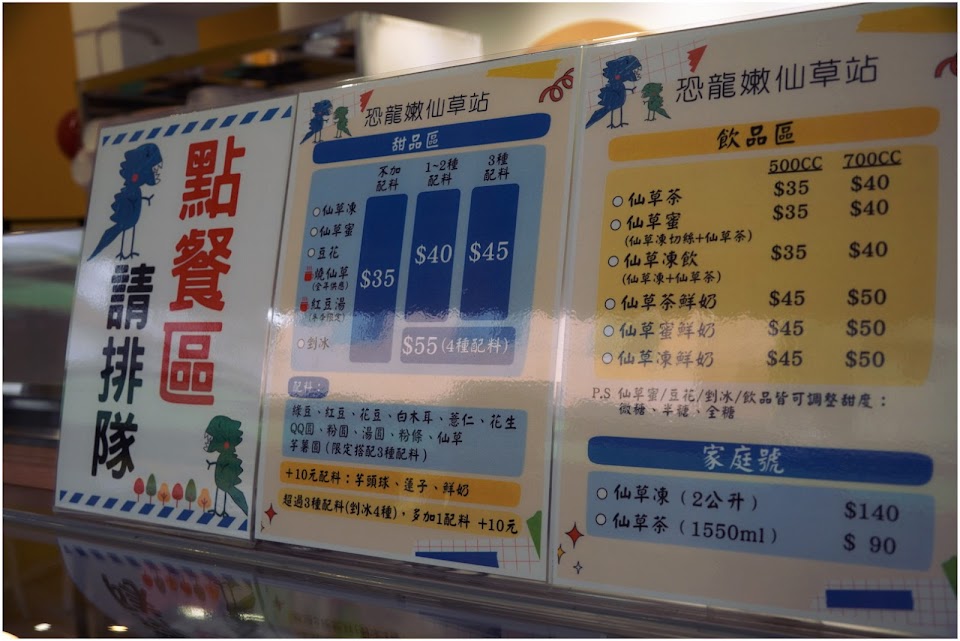 點餐區
請排隊
恐龍嫩仙草站
甜品區
不加配料
1~2種配料
3種配料
仙草凍
仙草蜜
豆花
燒仙草
(全年供應)
紅豆湯
剉冰
$35
$40
$45
$55(4種配料)
配料：
綠豆、紅豆、花豆、白木耳、薏仁、花生
QQ圓、粉圓、湯圓、粉條、仙草
芋薯圓(限定搭配3種配料)
+10元配料：芋頭球、蓮子、鮮奶
超過3種配料(剉冰4種)，多加1配料 +10元
恐龍嫩仙草站
飲品區
500CC 700CC
仙草茶 $35 $40
仙草蜜 $35 $40
(仙草凍切絲+仙草茶)
仙草凍飲 $35 $40
(仙草凍+仙草茶)
仙草茶鮮奶 $45 $50
仙草蜜鮮奶 $45 $50
仙草凍鮮奶 $45 $50
P.S 仙草蜜/豆花/剉冰/飲品皆可調整甜度：
微糖、半糖、全糖
家庭號
仙草凍（2公升） $140
仙草茶（1550ml） $ 90